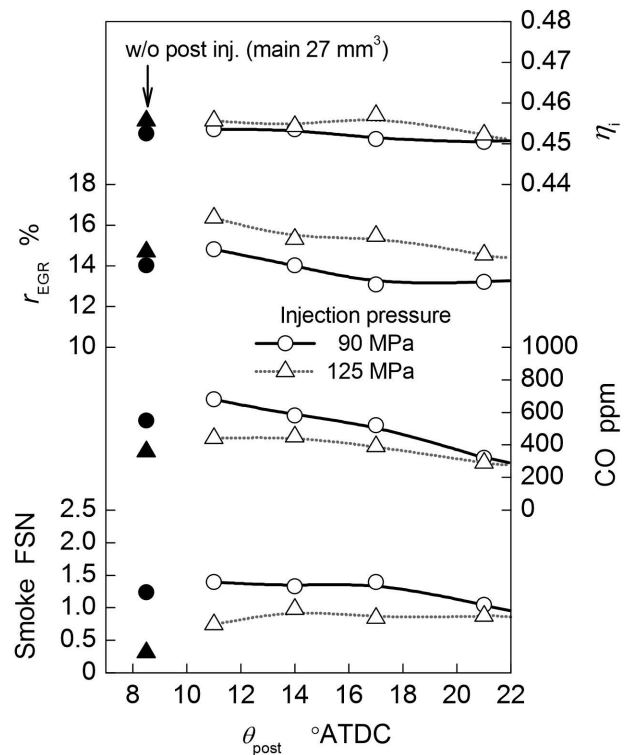 w/o post inj. (main 27 mm³)
0.48
0.47
0.46
0.45
0.44
ηi
18
16
14
12
10
rEGR %
Injection pressure
90 MPa
125 MPa
1000
800
600
400
200
0
CO ppm
2.5
2.0
1.5
1.0
0.5
0
Smoke FSN
8 10 12 14 16 18 20 22
θpost °ATDC